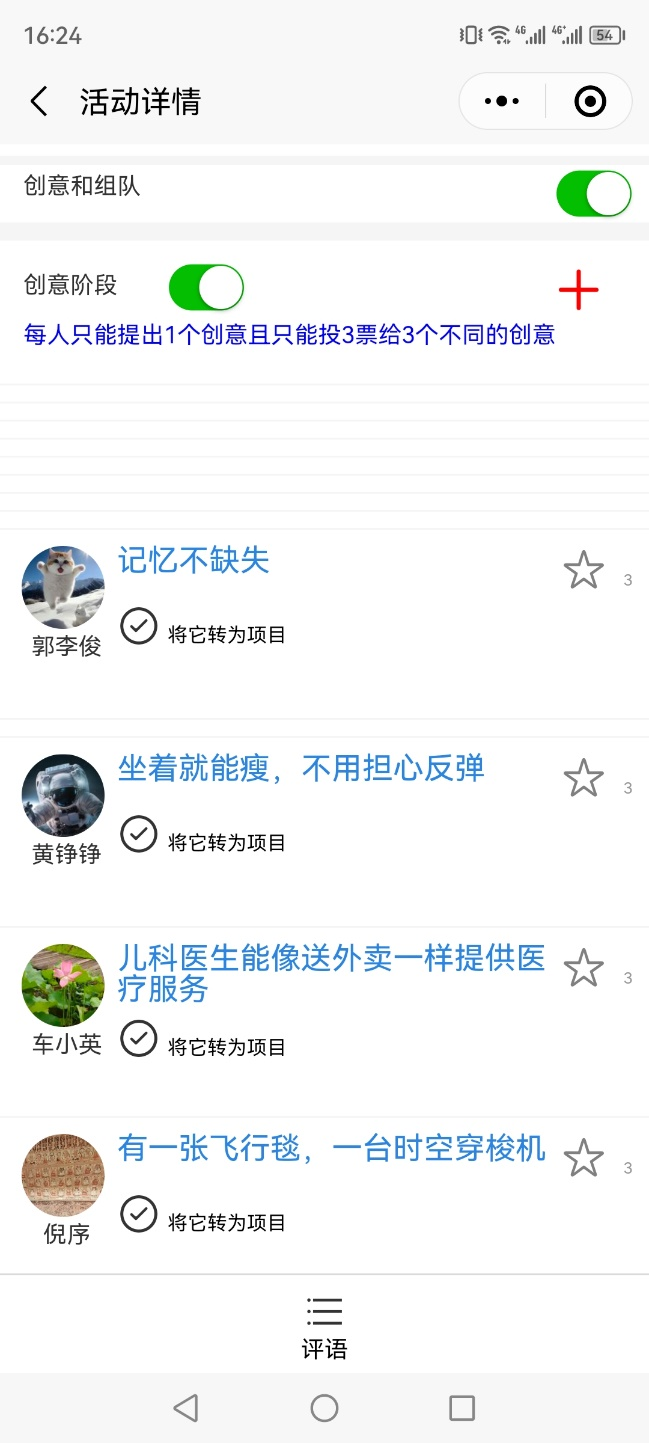 16:24
4G
4G+
54
活动详情
创意和组队
创意阶段
每人只能提出1个创意且只能投3票给3个不同的创意
记忆不缺失
3
郭李俊
将它转为项目
坐着就能瘦，不用担心反弹
3
黄铮铮
将它转为项目
儿科医生能像送外卖一样提供医
疗服务
3
车小英
将它转为项目
有一张飞行毯，一台时空穿梭机
3
倪序
将它转为项目
评语